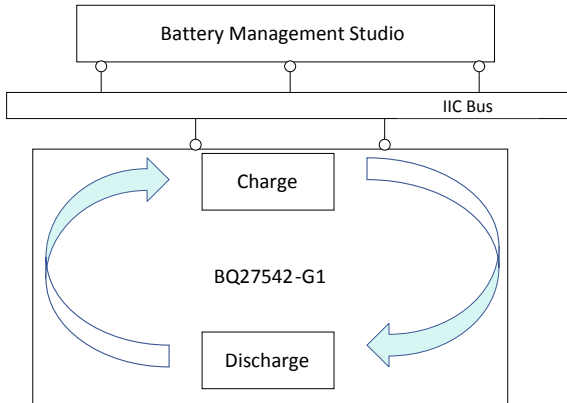 Battery Management Studio
IIC Bus
Charge
BQ27542-G1
Discharge